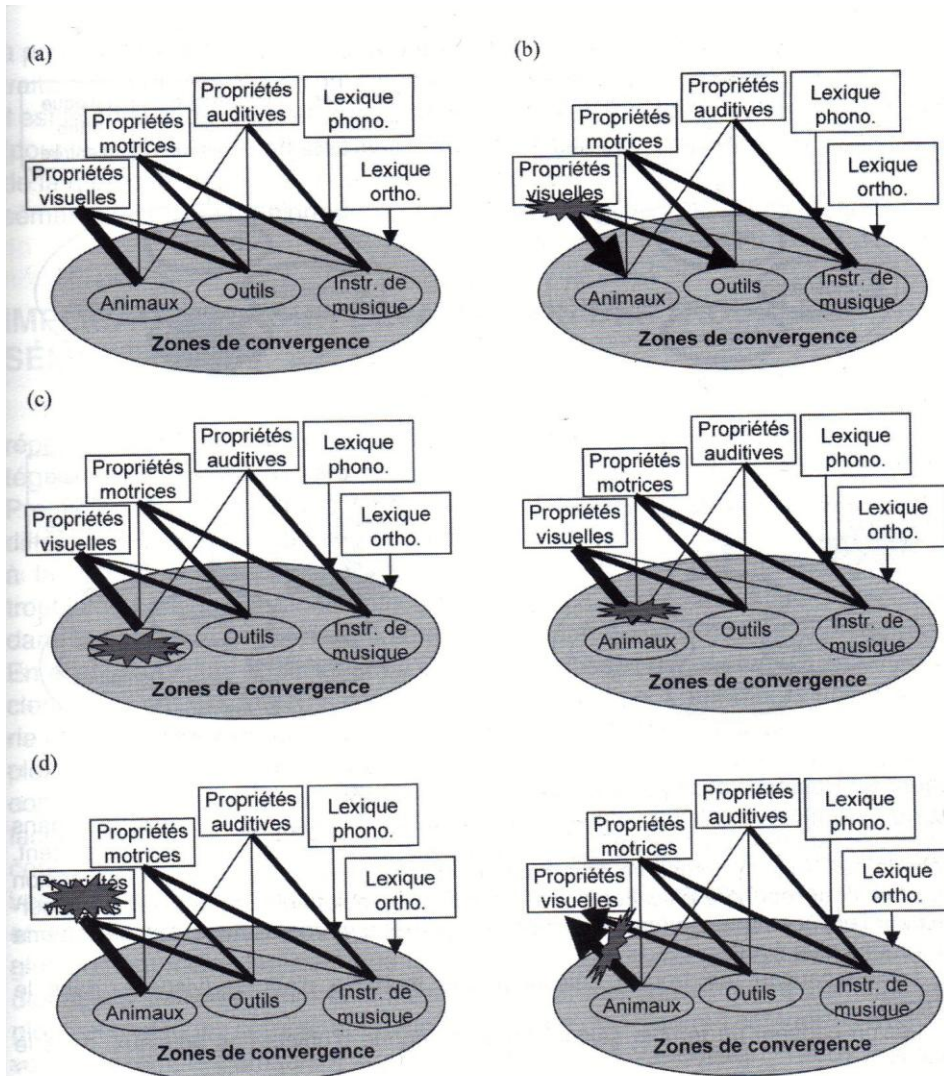 (a)
Propriétés
auditives
Lexique
phono.
Propriétés
motrices
Lexique
ortho.
Propriétés
visuelles
Animaux
Outils
Instr. de
musique
Zones de convergence
(b)
Propriétés
auditives
Lexique
phono.
Propriétés
motrices
Lexique
ortho.
Propriétés
visuelles
Animaux
Outils
Instr. de
musique
Zones de convergence
(c)
Propriétés
auditives
Lexique
phono.
Propriétés
motrices
Lexique
ortho.
Propriétés
visuelles
Outils
Instr. de
musique
Zones de convergence
Propriétés
auditives
Lexique
phono.
Propriétés
motrices
Lexique
ortho.
Propriétés
visuelles
Animaux
Outils
Instr. de
musique
Zones de convergence
(d)
Propriétés
auditives
Lexique
phono.
Propriétés
motrices
Lexique
ortho.
Animaux
Outils
Instr. de
musique
Zones de convergence
Propriétés
auditives
Lexique
phono.
Propriétés
motrices
Lexique
ortho.
Propriétés
visuelles
Animaux
Outils
Instr. de
musique
Zones de convergence